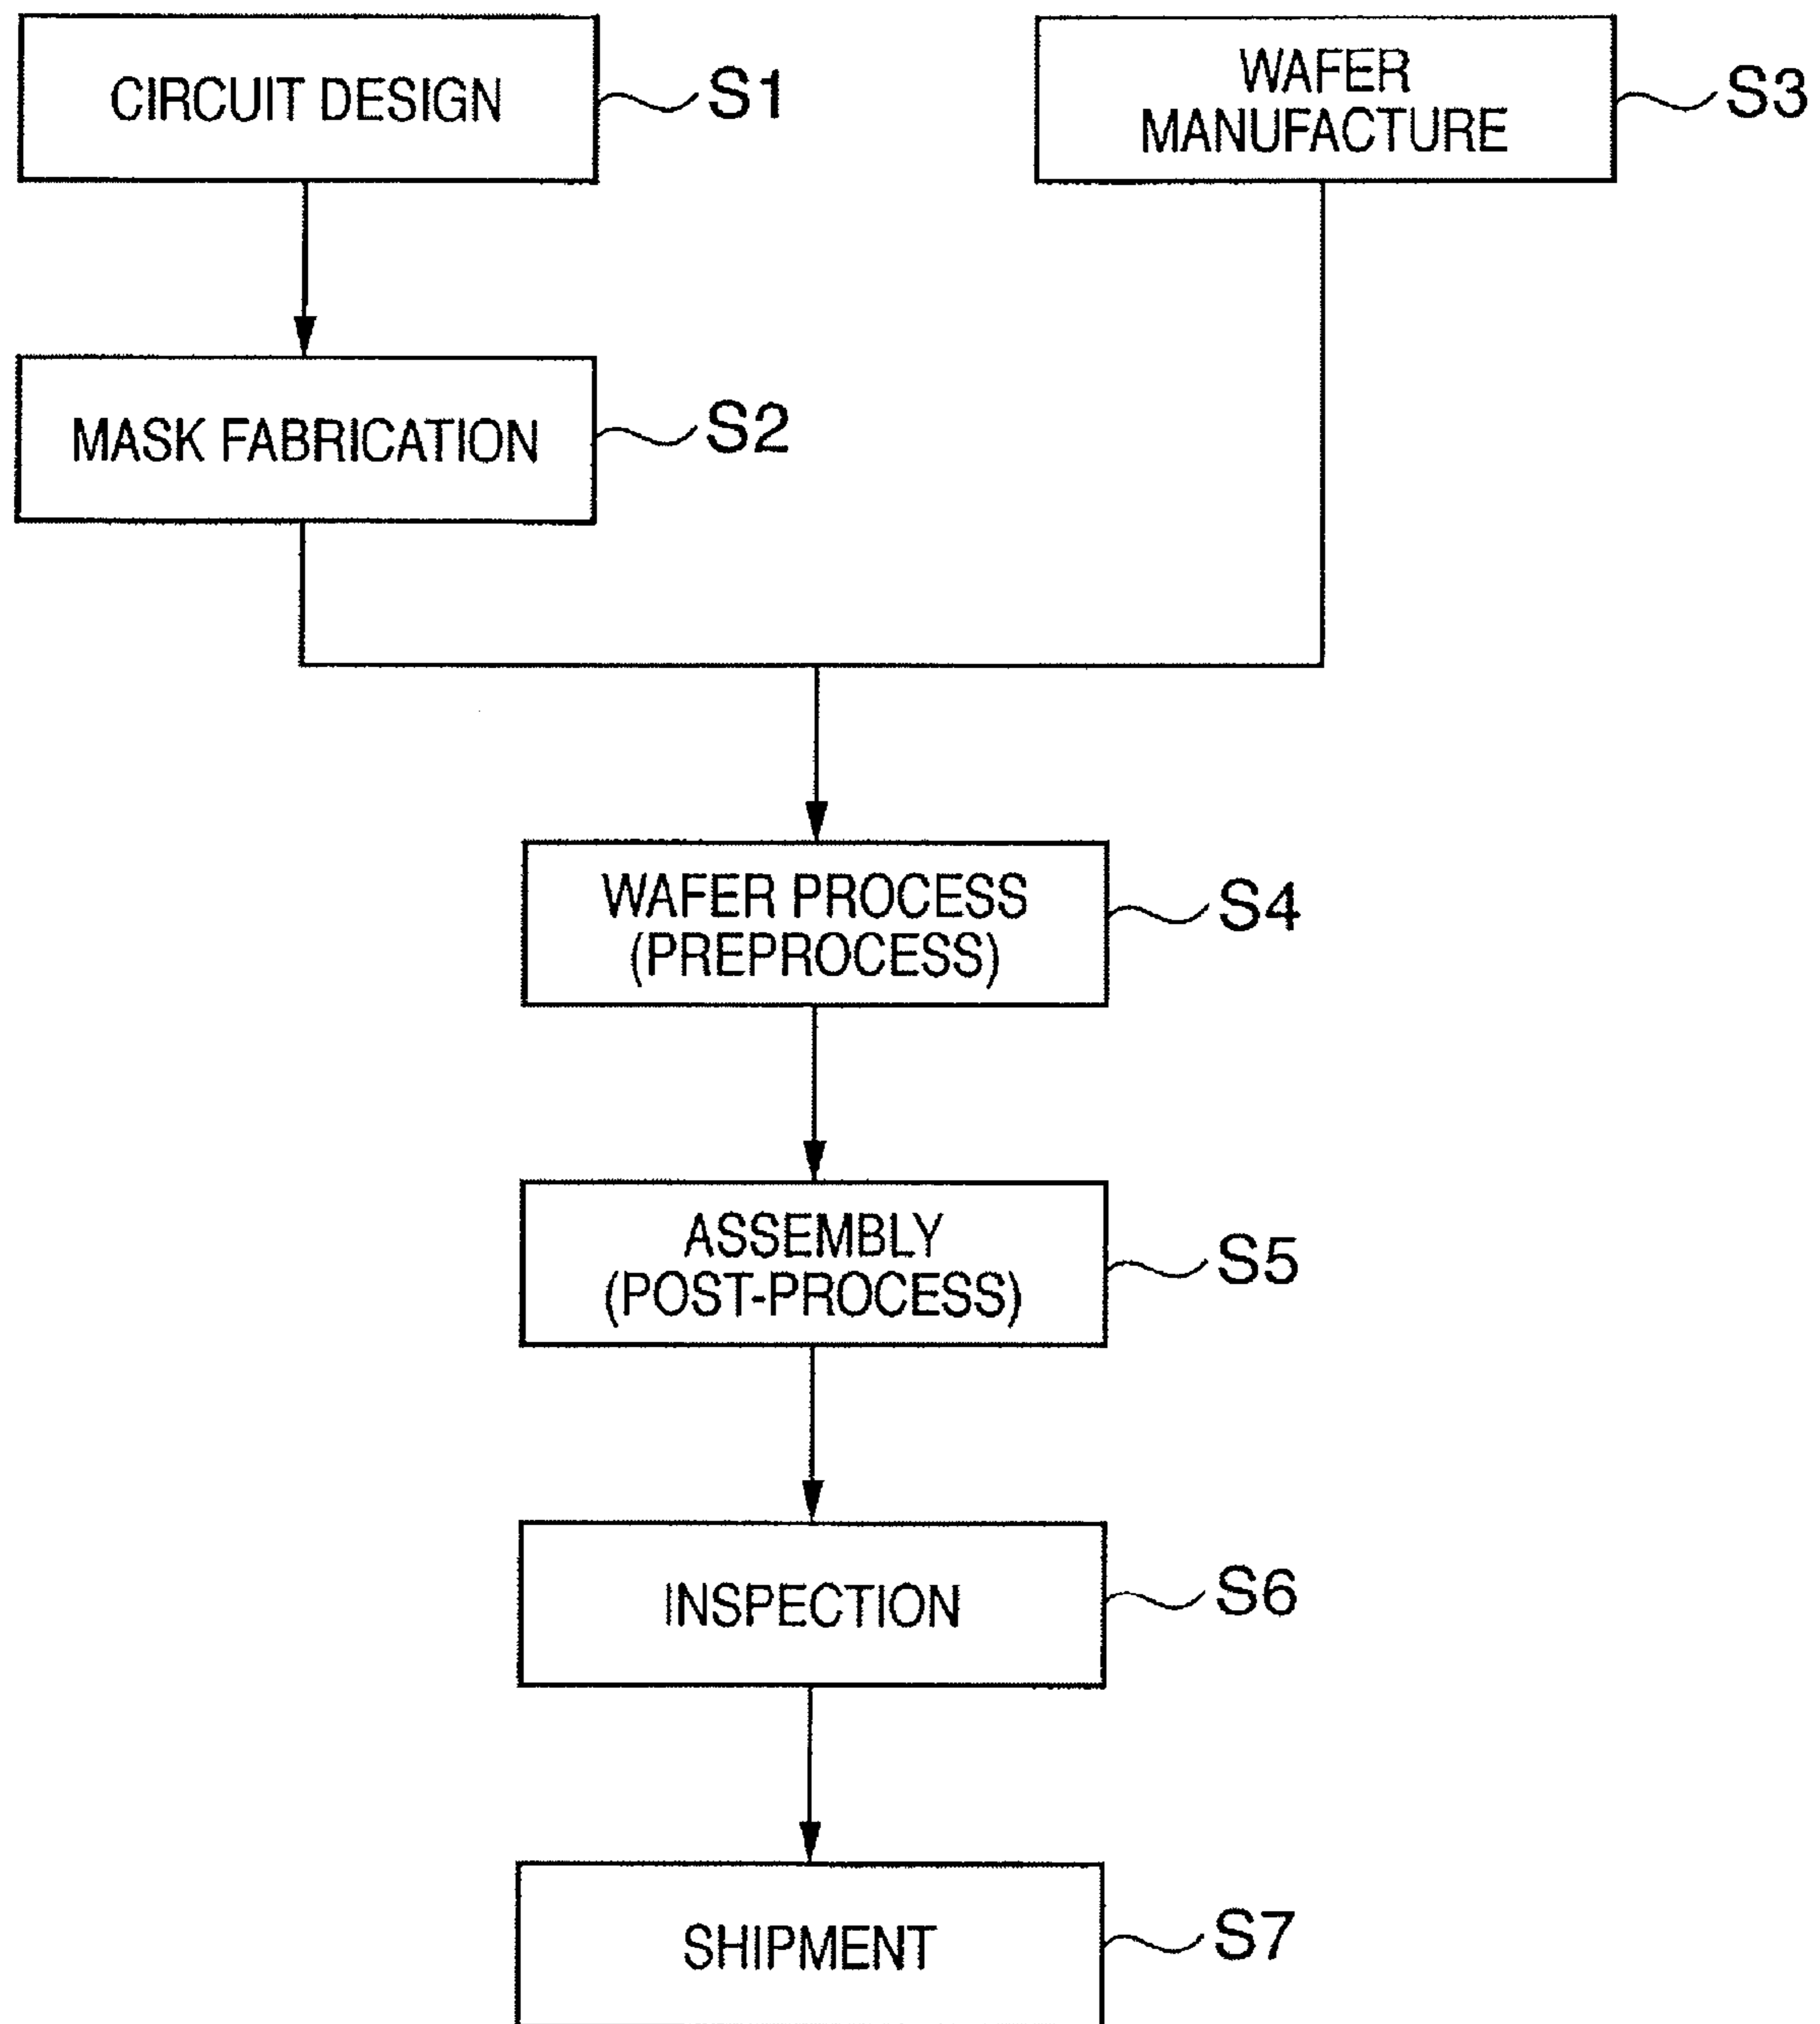 CIRCUIT DESIGN
S1
WAFER
MANUFACTURE
S3
MASK FABRICATION
S2
WAFER PROCESS
(PREPROCESS)
S4
ASSEMBLY
(POST-PROCESS)
S5
INSPECTION
S6
SHIPMENT
S7